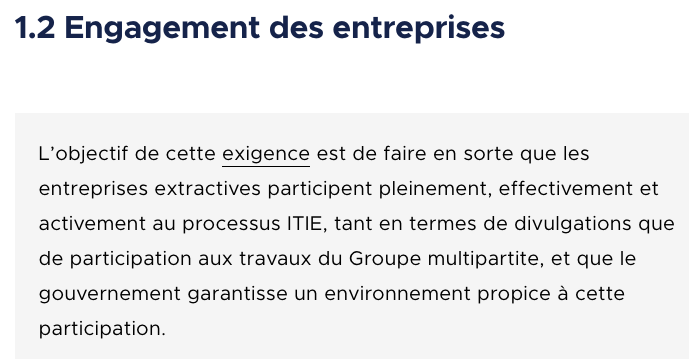 1.2 Engagement des entreprises
L’objectif de cette exigence est de faire en sorte que les
entreprises extractives participent pleinement, effectivement et
activement au processus ITIE, tant en termes de divulgations que
de participation aux travaux du Groupe multipartite, et que le
gouvernement garantisse un environnement propice à cette
participation.